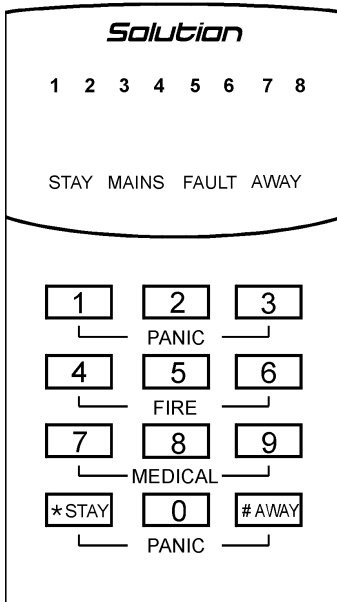 Solution
1 2 3 4 5 6 7 8
STAY MAINS FAULT AWAY
1 2 3
PANIC
4 5 6
FIRE
7 8 9
MEDICAL
*STAY 0 #AWAY
PANIC